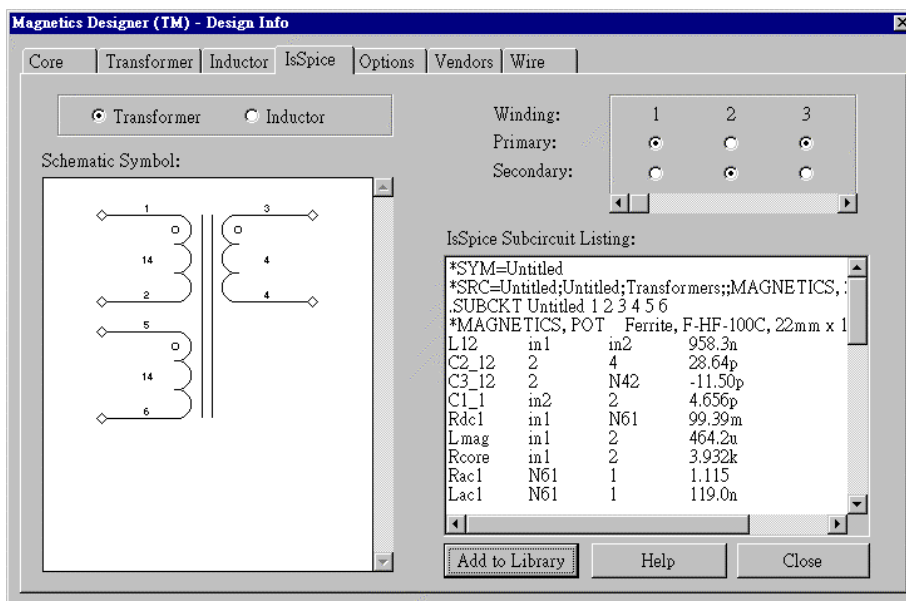 Magnetics Designer (TM) - Design Info
Core Transformer Inductor IsSpice Options Vendors Wire
Transformer Inductor
Schematic Symbol:
1 3
14 4
2 4
5
14
6
Winding: 1 2 3
Primary:
Secondary:
IsSpice Subcircuit Listing:
*SYM=Untitled
*SRC=Untitled;Untitled;Transformers;;MAGNETICS,
.SUBCKT Untitled 1 2 3 4 5 6
*MAGNETICS, POT Ferrite, F-HF-100C, 22mm x 1
L12 in1 in2 958.3n
C2_12 2 4 28.64p
C3_12 2 N42 -11.50p
C1_1 in2 2 4.656p
Rdc1 in1 N61 99.39m
Lmag in1 2 464.2u
Rcore in1 2 3.932k
Rac1 N61 1 1.115
Lac1 N61 1 119.0n
Add to Library Help Close